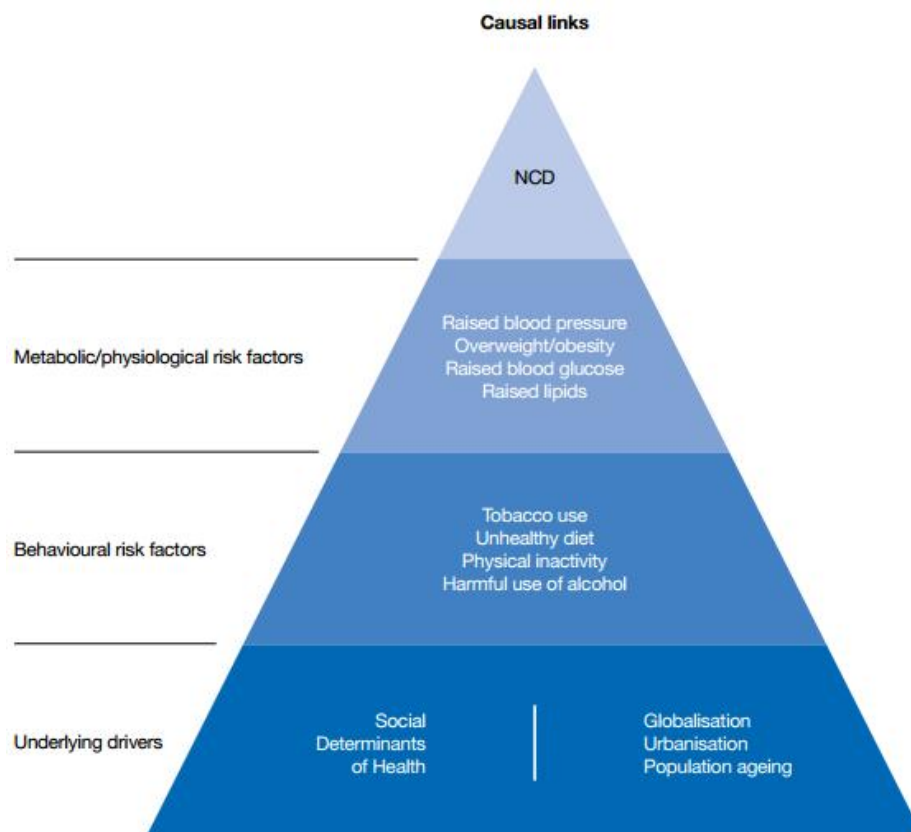 Causal links
NCD
Metabolic/physiological risk factors
Raised blood pressure
Overweight/obesity
Raised blood glucose
Raised lipids
Behavioural risk factors
Tobacco use
Unhealthy diet
Physical inactivity
Harmful use of alcohol
Underlying drivers
Social
Determinants
of Health
Globalisation
Urbanisation
Population ageing